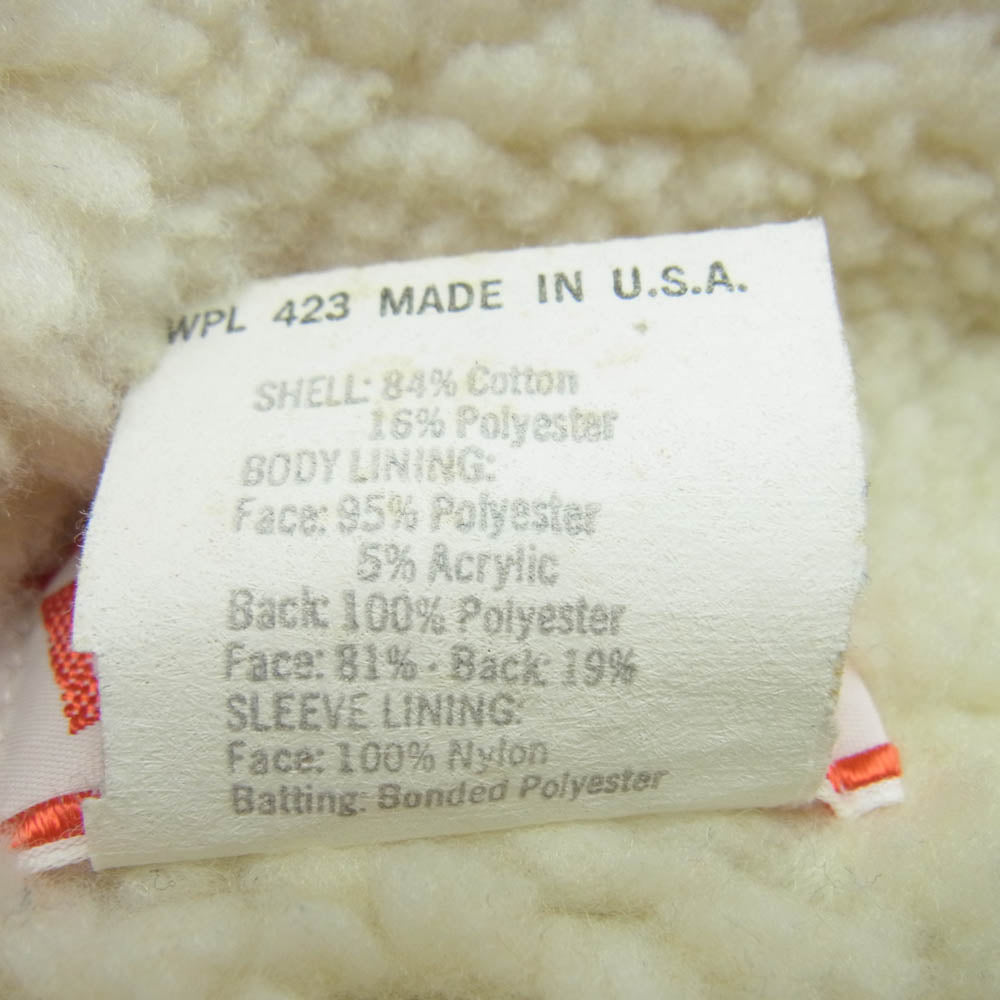 WPL 423 MADE IN U.S.A.
SHELL: 84% Cotton
16% Polyester
BODY LINING:
Face: 95% Polyester
5% Acrylic
Back: 100% Polyester
Face: 81% · Back: 19%
SLEEVE LINING:
Face: 100% Nylon
Batting: Bonded Polyester